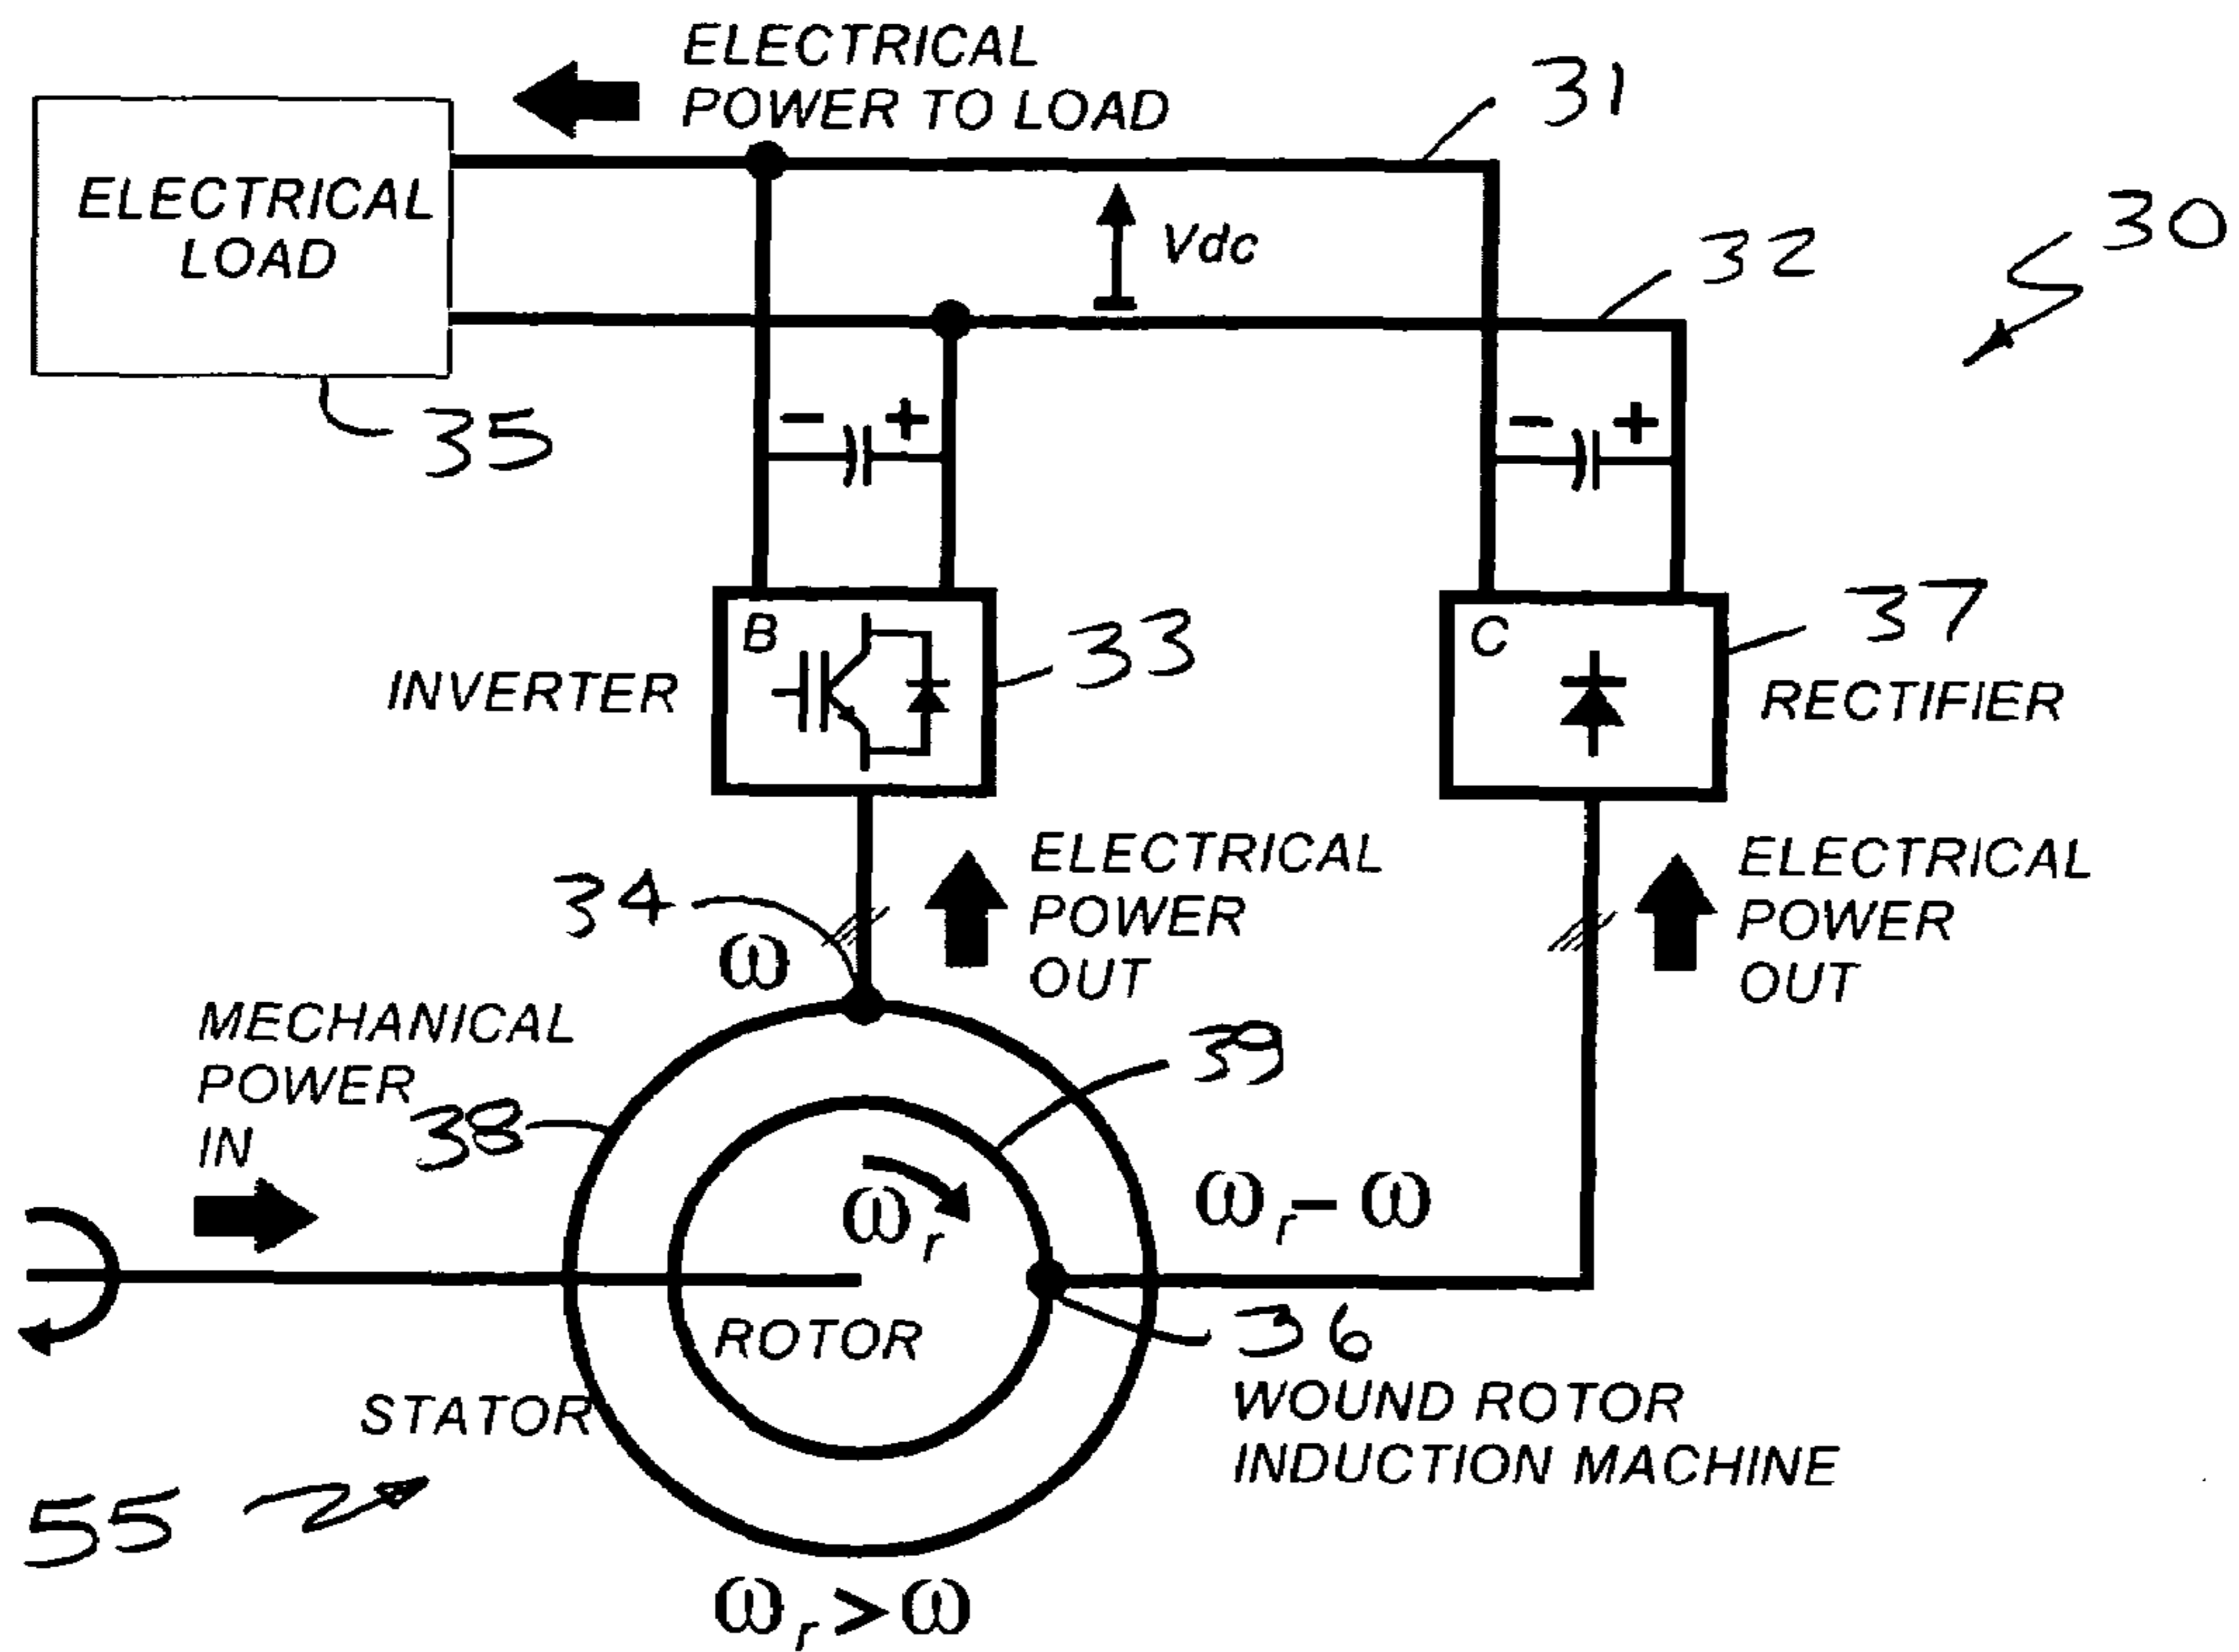 ELECTRICAL
POWER TO LOAD
31
ELECTRICAL
LOAD
Vdc
32
30
35
- +
- +
B
33
INVERTER
C
37
RECTIFIER
34
ω
ELECTRICAL
POWER
OUT
ELECTRICAL
POWER
OUT
MECHANICAL
POWER
IN
38
39
ωr
ωr - ω
ROTOR
36
STATOR
WOUND ROTOR
INDUCTION MACHINE
55
ωr > ω